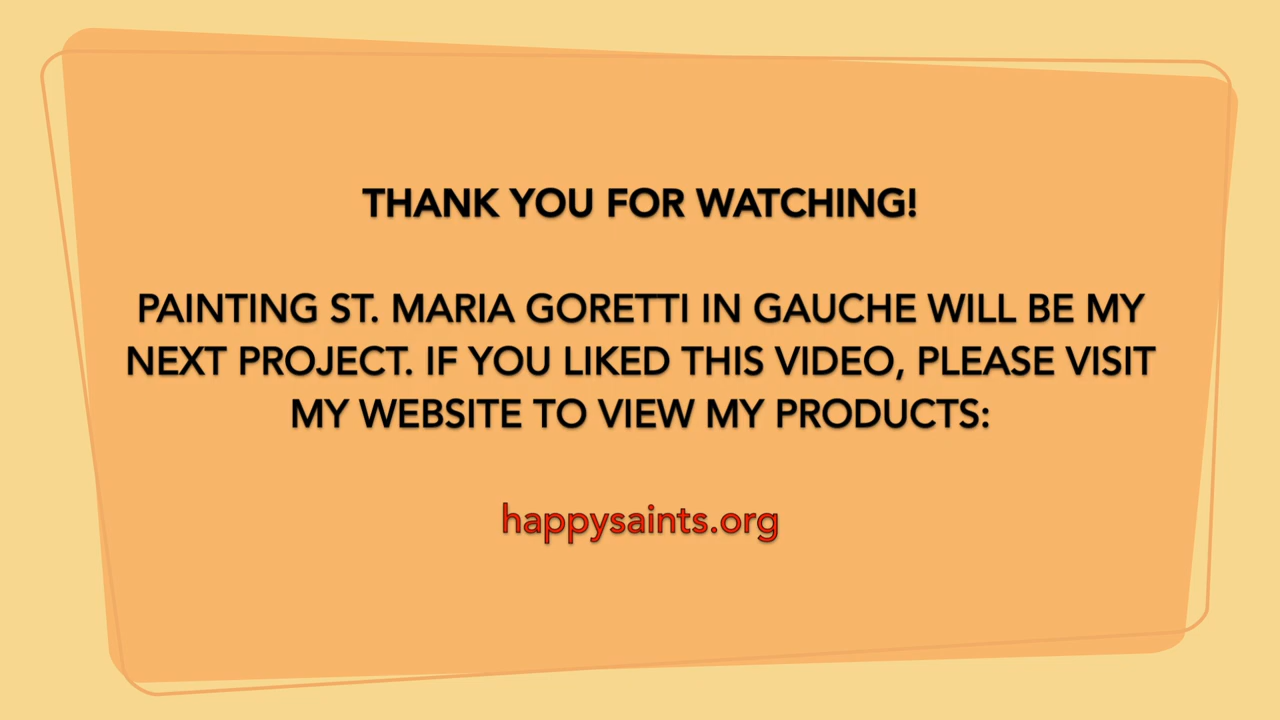 THANK YOU FOR WATCHING!
PAINTING ST. MARIA GORETTI IN GAUCHE WILL BE MY
NEXT PROJECT. IF YOU LIKED THIS VIDEO, PLEASE VISIT
MY WEBSITE TO VIEW MY PRODUCTS:
happysaints.org